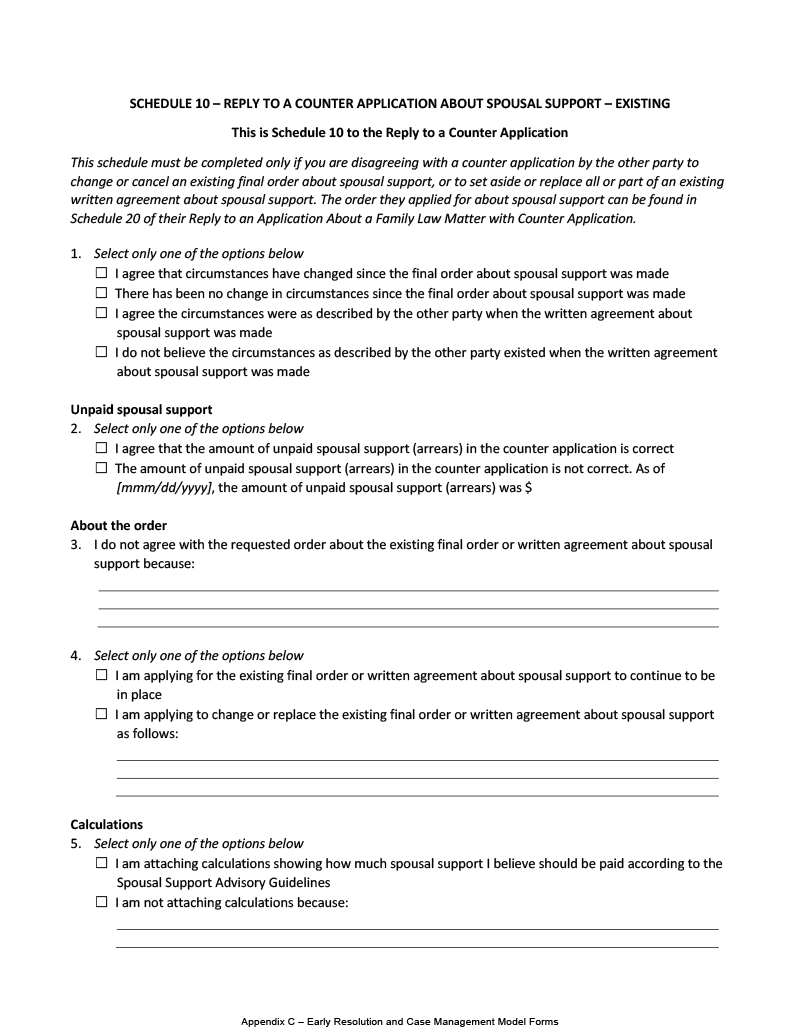 SCHEDULE 10 – REPLY TO A COUNTER APPLICATION ABOUT SPOUSAL SUPPORT – EXISTING
This is Schedule 10 to the Reply to a Counter Application
This schedule must be completed only if you are disagreeing with a counter application by the other party to
change or cancel an existing final order about spousal support, or to set aside or replace all or part of an existing
written agreement about spousal support. The order they applied for about spousal support can be found in
Schedule 20 of their Reply to an Application About a Family Law Matter with Counter Application.
1. Select only one of the options below
☐ I agree that circumstances have changed since the final order about spousal support was made
☐ There has been no change in circumstances since the final order about spousal support was made
☐ I agree the circumstances were as described by the other party when the written agreement about
spousal support was made
☐ I do not believe the circumstances as described by the other party existed when the written agreement
about spousal support was made
Unpaid spousal support
2. Select only one of the options below
☐ I agree that the amount of unpaid spousal support (arrears) in the counter application is correct
☐ The amount of unpaid spousal support (arrears) in the counter application is not correct. As of
[mmm/dd/yyyy], the amount of unpaid spousal support (arrears) was $
About the order
3. I do not agree with the requested order about the existing final order or written agreement about spousal
support because:
4. Select only one of the options below
☐ I am applying for the existing final order or written agreement about spousal support to continue to be
in place
☐ I am applying to change or replace the existing final order or written agreement about spousal support
as follows:
Calculations
5. Select only one of the options below
☐ I am attaching calculations showing how much spousal support I believe should be paid according to the
Spousal Support Advisory Guidelines
☐ I am not attaching calculations because:
Appendix C – Early Resolution and Case Management Model Forms